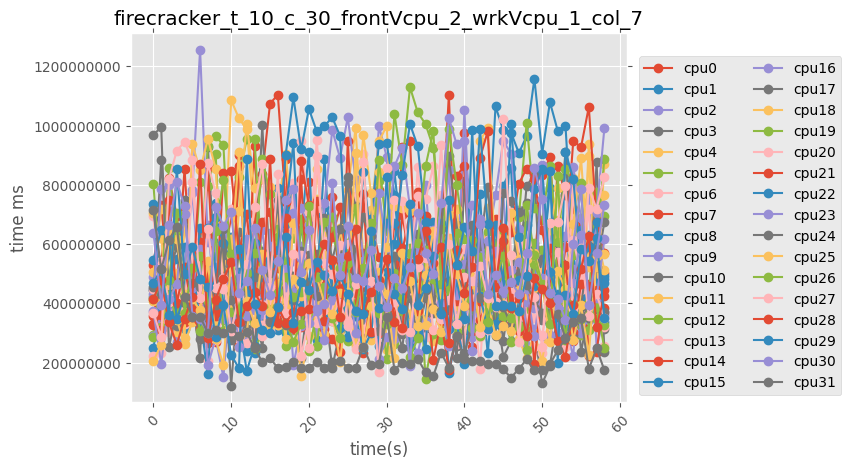 firecracker_t_10_c_30_frontVcpu_2_wrkVcpu_1_col_7
time ms
1200000000
1000000000
800000000
600000000
400000000
200000000
0
10
20
30
40
50
60
time(s)
cpu0
cpu1
cpu2
cpu3
cpu4
cpu5
cpu6
cpu7
cpu8
cpu9
cpu10
cpu11
cpu12
cpu13
cpu14
cpu15
cpu16
cpu17
cpu18
cpu19
cpu20
cpu21
cpu22
cpu23
cpu24
cpu25
cpu26
cpu27
cpu28
cpu29
cpu30
cpu31